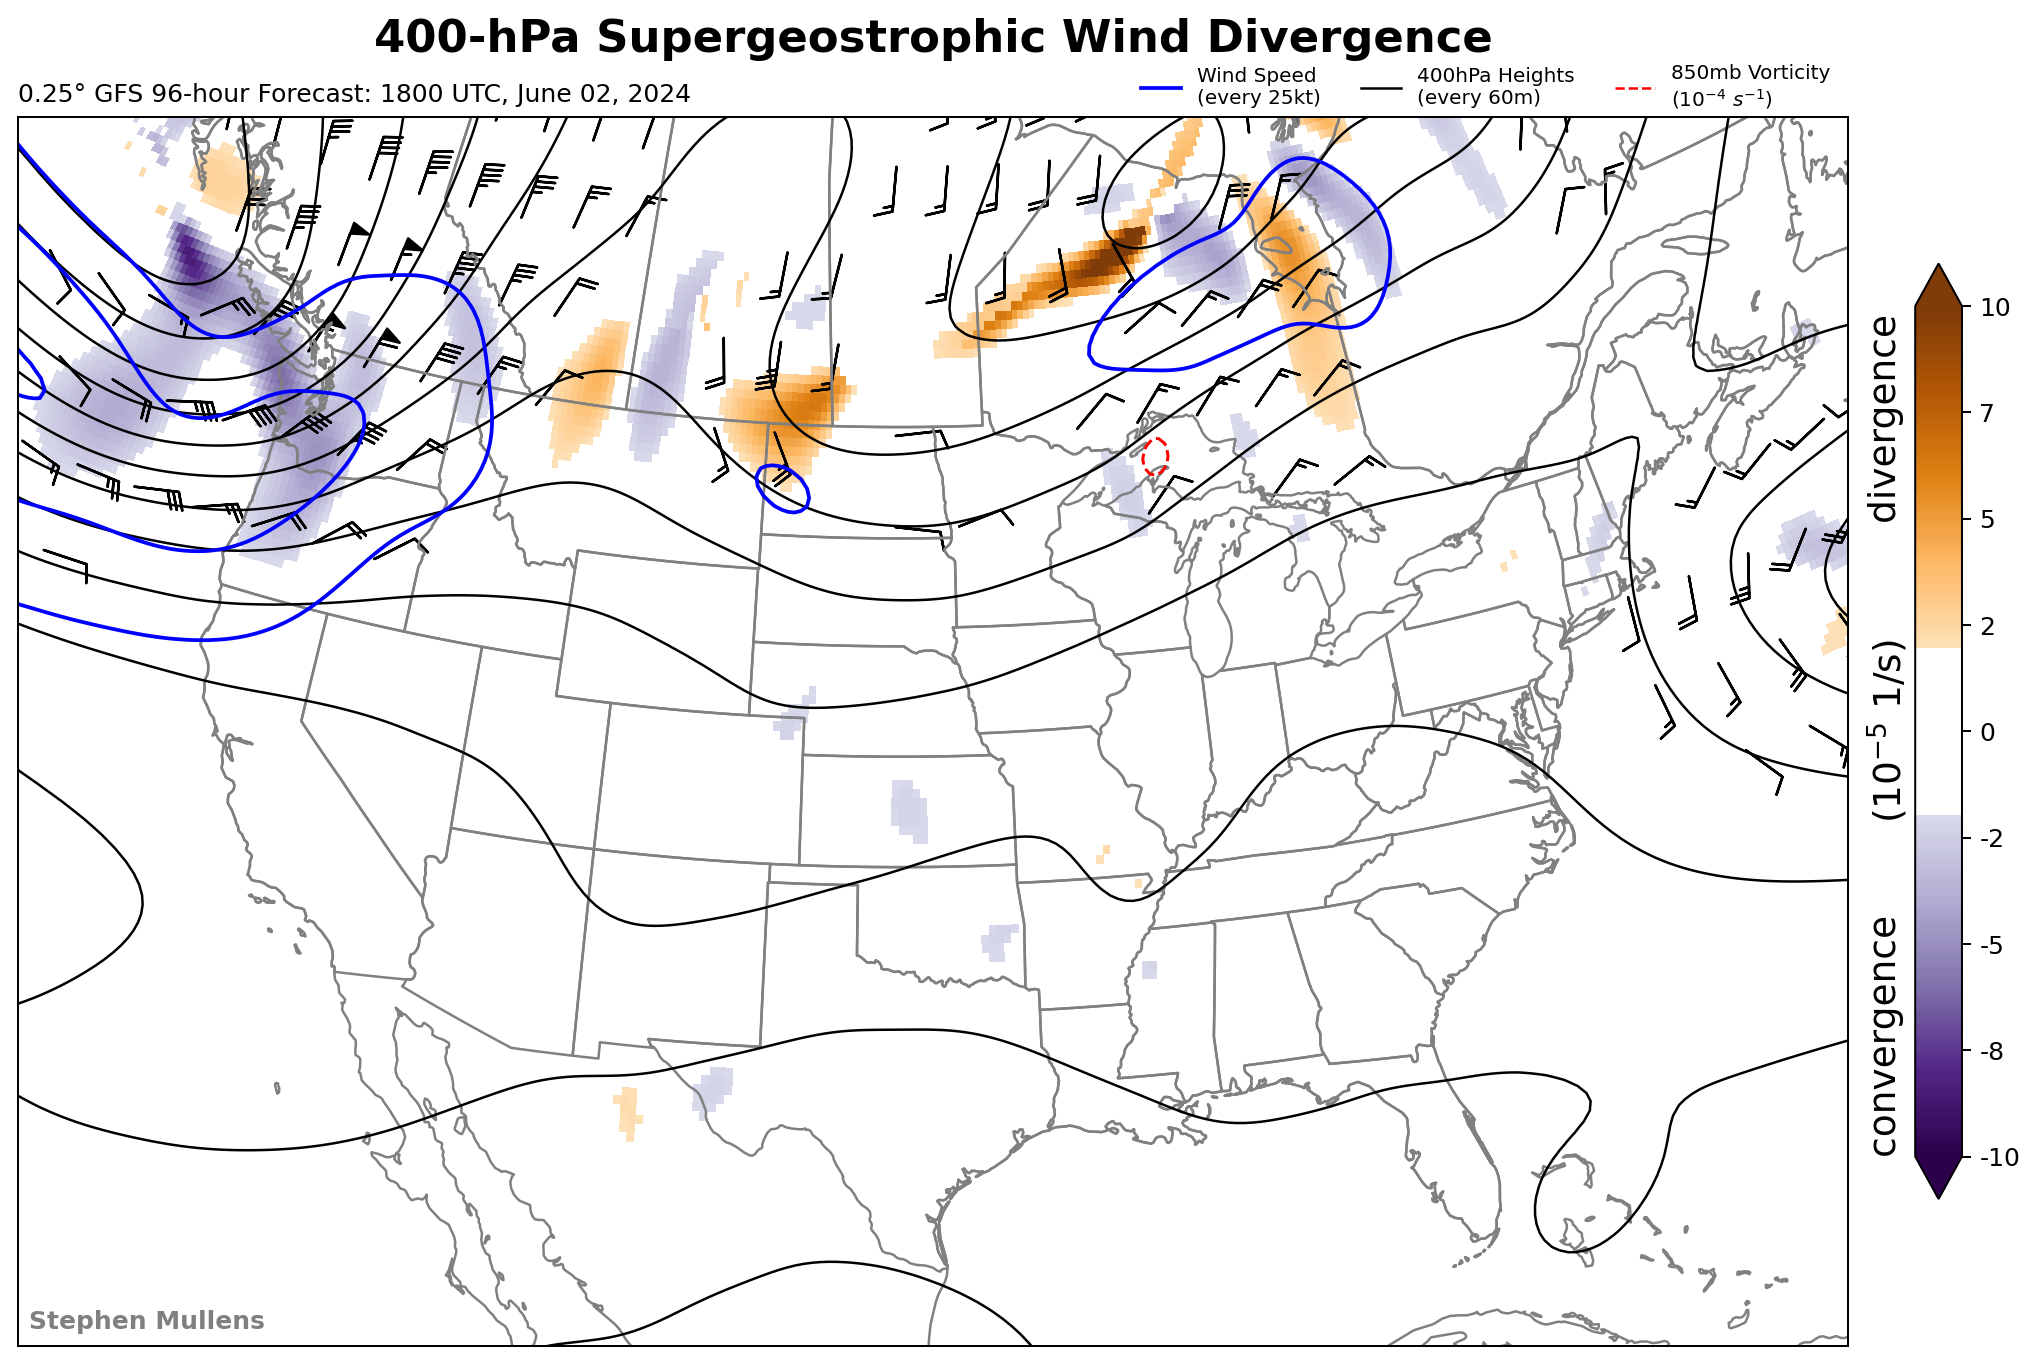 400-hPa Supergeostrophic Wind Divergence
0.25° GFS 96-hour Forecast: 1800 UTC, June 02, 2024
Wind Speed
(every 25kt)
400hPa Heights
(every 60m)
850mb Vorticity
(10⁻⁴ s⁻¹)
10
7
5
2
0
-2
-5
-8
-10
convergence (10⁻⁵ 1/s) divergence
Stephen Mullens